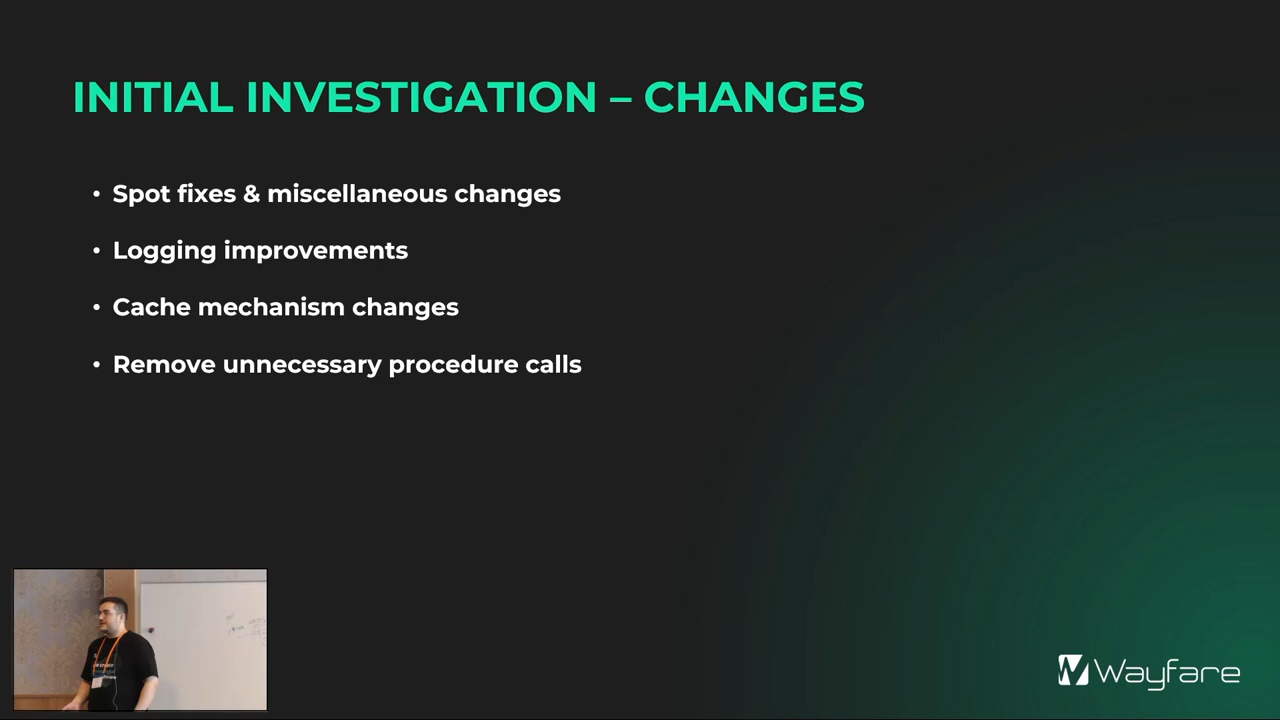 INITIAL INVESTIGATION – CHANGES
• Spot fixes & miscellaneous changes
• Logging improvements
• Cache mechanism changes
• Remove unnecessary procedure calls
Wayfare